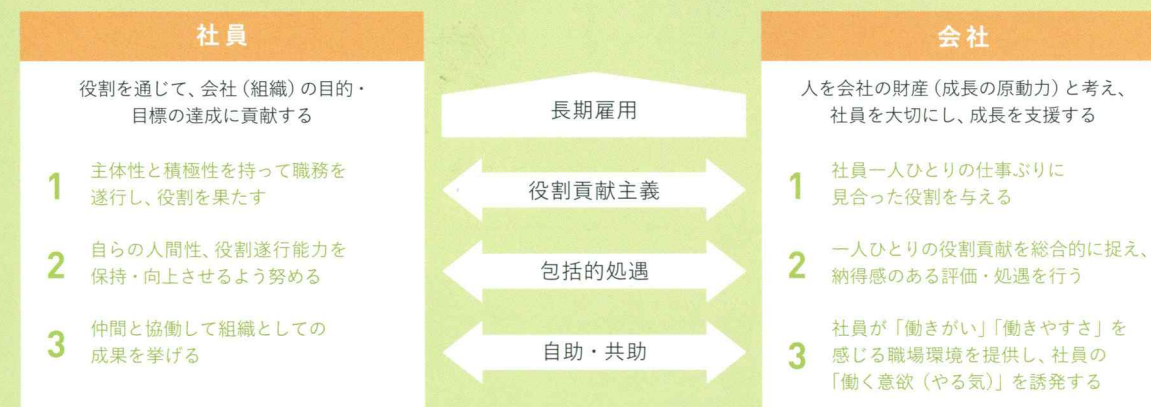 社員
役割を通じて、会社（組織）の目的・
目標の達成に貢献する
1
主体性と積極性を持って職務を
遂行し、役割を果たす
2
自らの人間性、役割遂行能力を
保持・向上させるよう努める
3
仲間と協働して組織としての
成果を挙げる
長期雇用
役割貢献主義
包括的処遇
自助・共助
会社
人を会社の財産（成長の原動力）と考え、
社員を大切にし、成長を支援する
1
社員一人ひとりの仕事ぶりに
見合った役割を与える
2
一人ひとりの役割貢献を総合的に捉え、
納得感のある評価・処遇を行う
3
社員が「働きがい」「働きやすさ」を
感じる職場環境を提供し、社員の
「働く意欲（やる気）」を誘発する